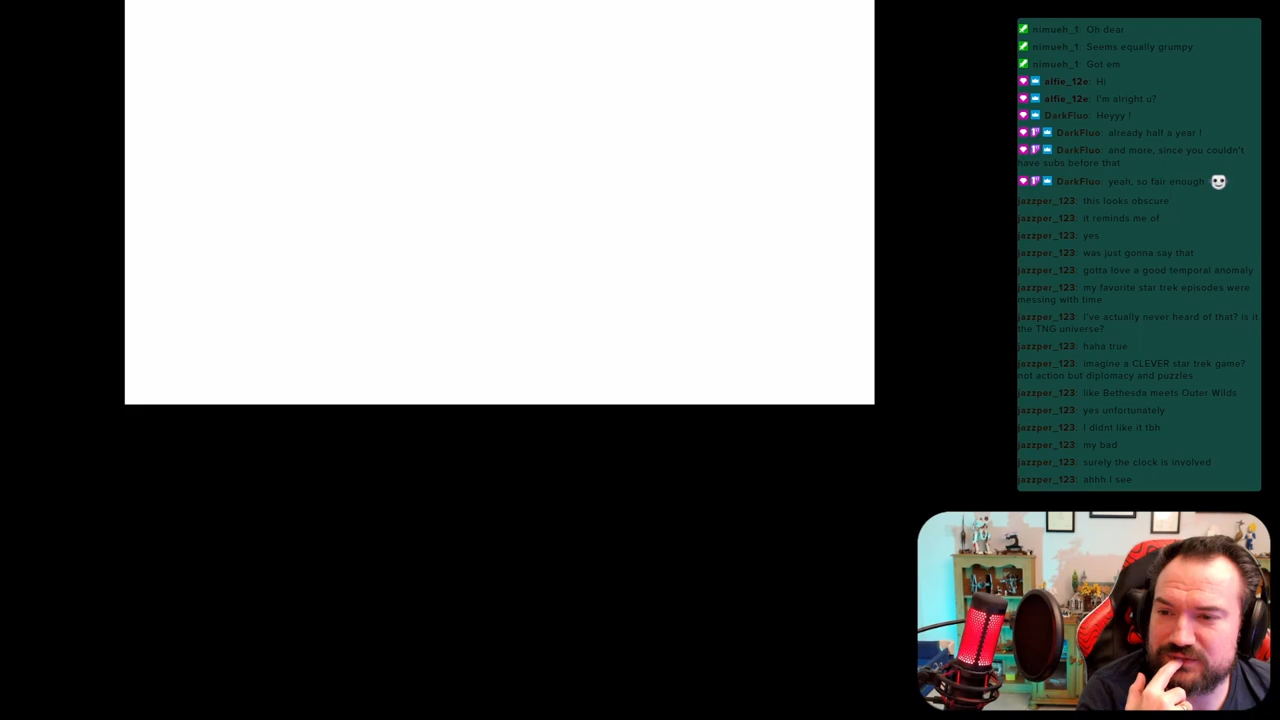 nimueh_1: Oh dear
nimueh_1: Seems equally grumpy
nimueh_1: Got em
alfie_12e: Hi
alfie_12e: I'm alright u?
DarkFluo: Heyyy !
DarkFluo: already half a year !
DarkFluo: and more, since you couldn't
have subs before that
DarkFluo: yeah, so fair enough
jazzper_123: this looks obscure
jazzper_123: it reminds me of
jazzper_123: yes
jazzper_123: was just gonna say that
jazzper_123: gotta love a good temporal anomaly
jazzper_123: my favorite star trek episodes were
messing with time
jazzper_123: I've actually never heard of that? is it
the TNG universe?
jazzper_123: haha true
jazzper_123: imagine a CLEVER star trek game?
not action but diplomacy and puzzles
jazzper_123: like Bethesda meets Outer Wilds
jazzper_123: yes unfortunately
jazzper_123: I didnt like it tbh
jazzper_123: my bad
jazzper_123: surely the clock is involved
jazzper_123: ahhh I see